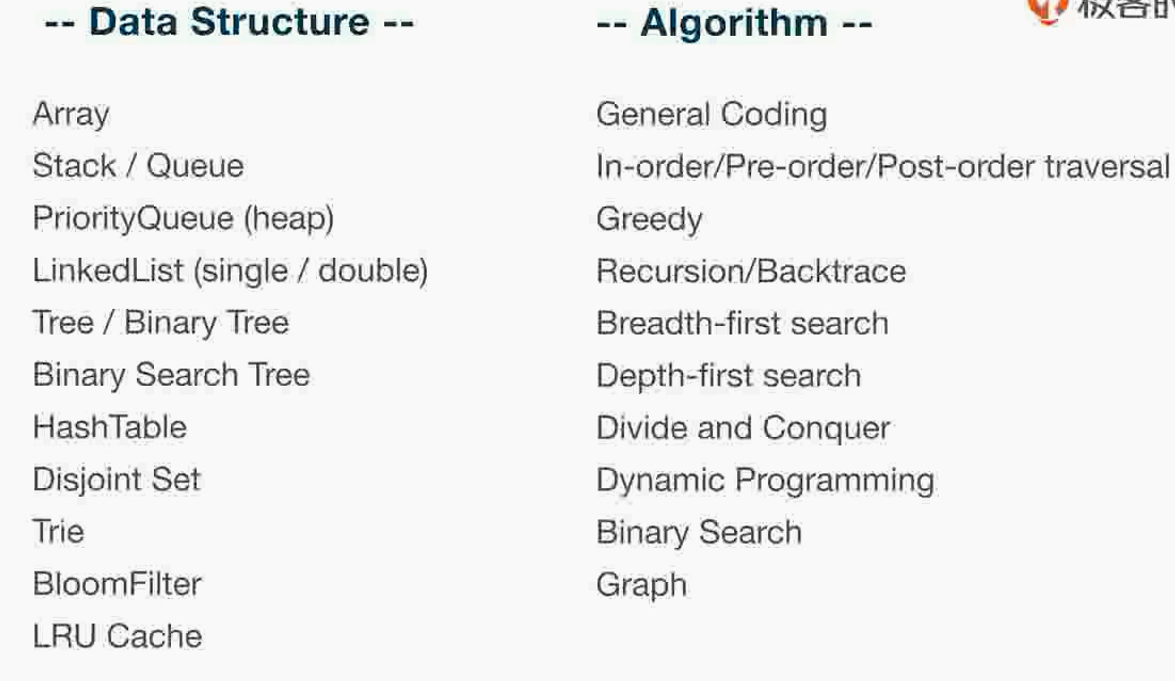 -- Data Structure --
Array
Stack / Queue
PriorityQueue (heap)
LinkedList (single / double)
Tree / Binary Tree
Binary Search Tree
HashTable
Disjoint Set
Trie
BloomFilter
LRU Cache
-- Algorithm --
General Coding
In-order/Pre-order/Post-order traversal
Greedy
Recursion/Backtrace
Breadth-first search
Depth-first search
Divide and Conquer
Dynamic Programming
Binary Search
Graph
极客时